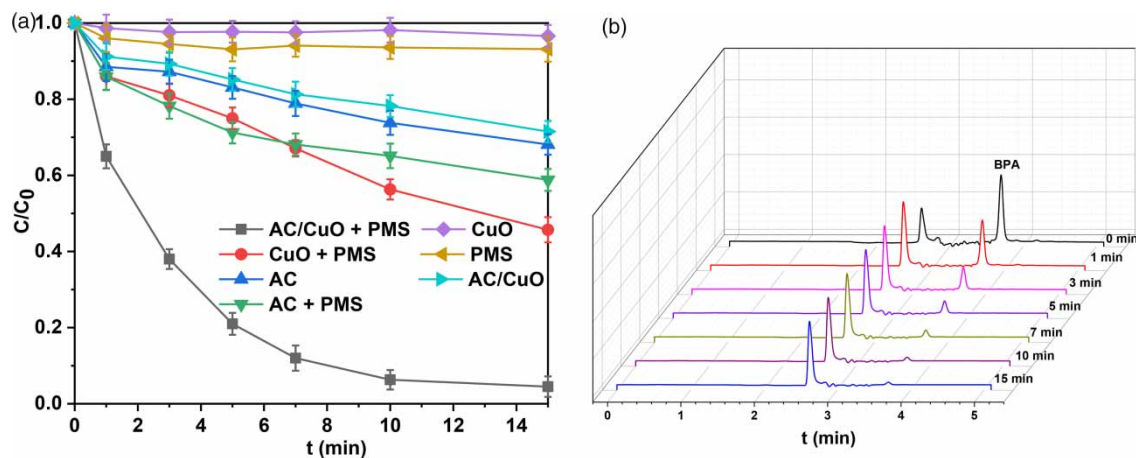 (a)
1.0
0.8
0.6
0.4
0.2
0.0
C/C0
AC/CuO + PMS
CuO + PMS
AC
AC + PMS
CuO
PMS
AC/CuO
0 2 4 6 8 10 12 14
t (min)
(b)
BPA
0 min
1 min
3 min
5 min
7 min
10 min
15 min
0 1 2 3 4 5
t (min)